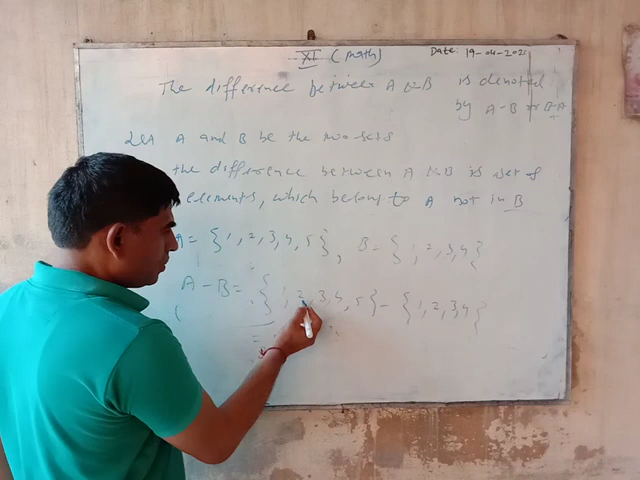 XI (Math) Date: 19-04-2020
The difference between A & B is denoted
by A-B or B-A
Let A and B be the two sets
the difference between A & B is set of
elements, which belong to A not in B
A = {1, 2, 3, 4, 5}, B = {1, 2, 3, 4}
A - B = {1, 2, 3, 4, 5} - {1, 2, 3, 4}
=